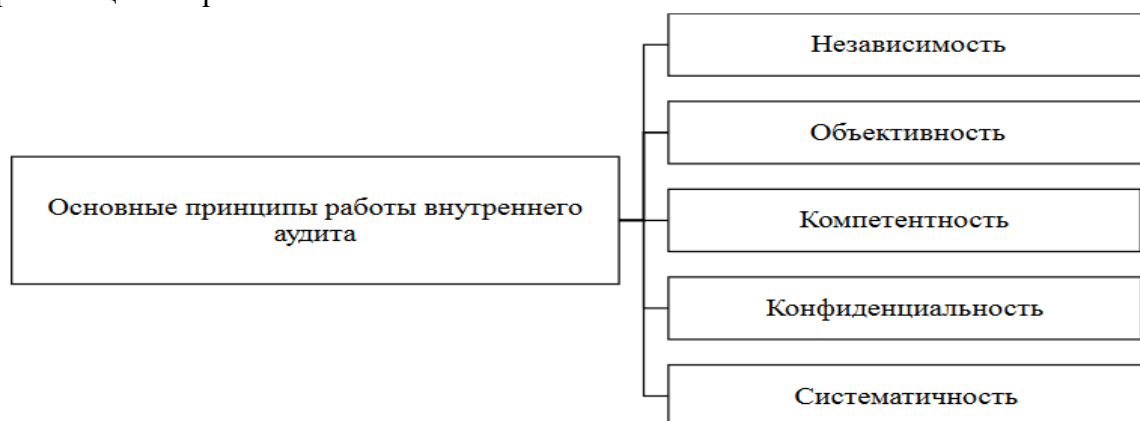 Независимость
Объективность
Основные принципы работы внутреннего
аудита
Компетентность
Конфиденциальность
Систематичность